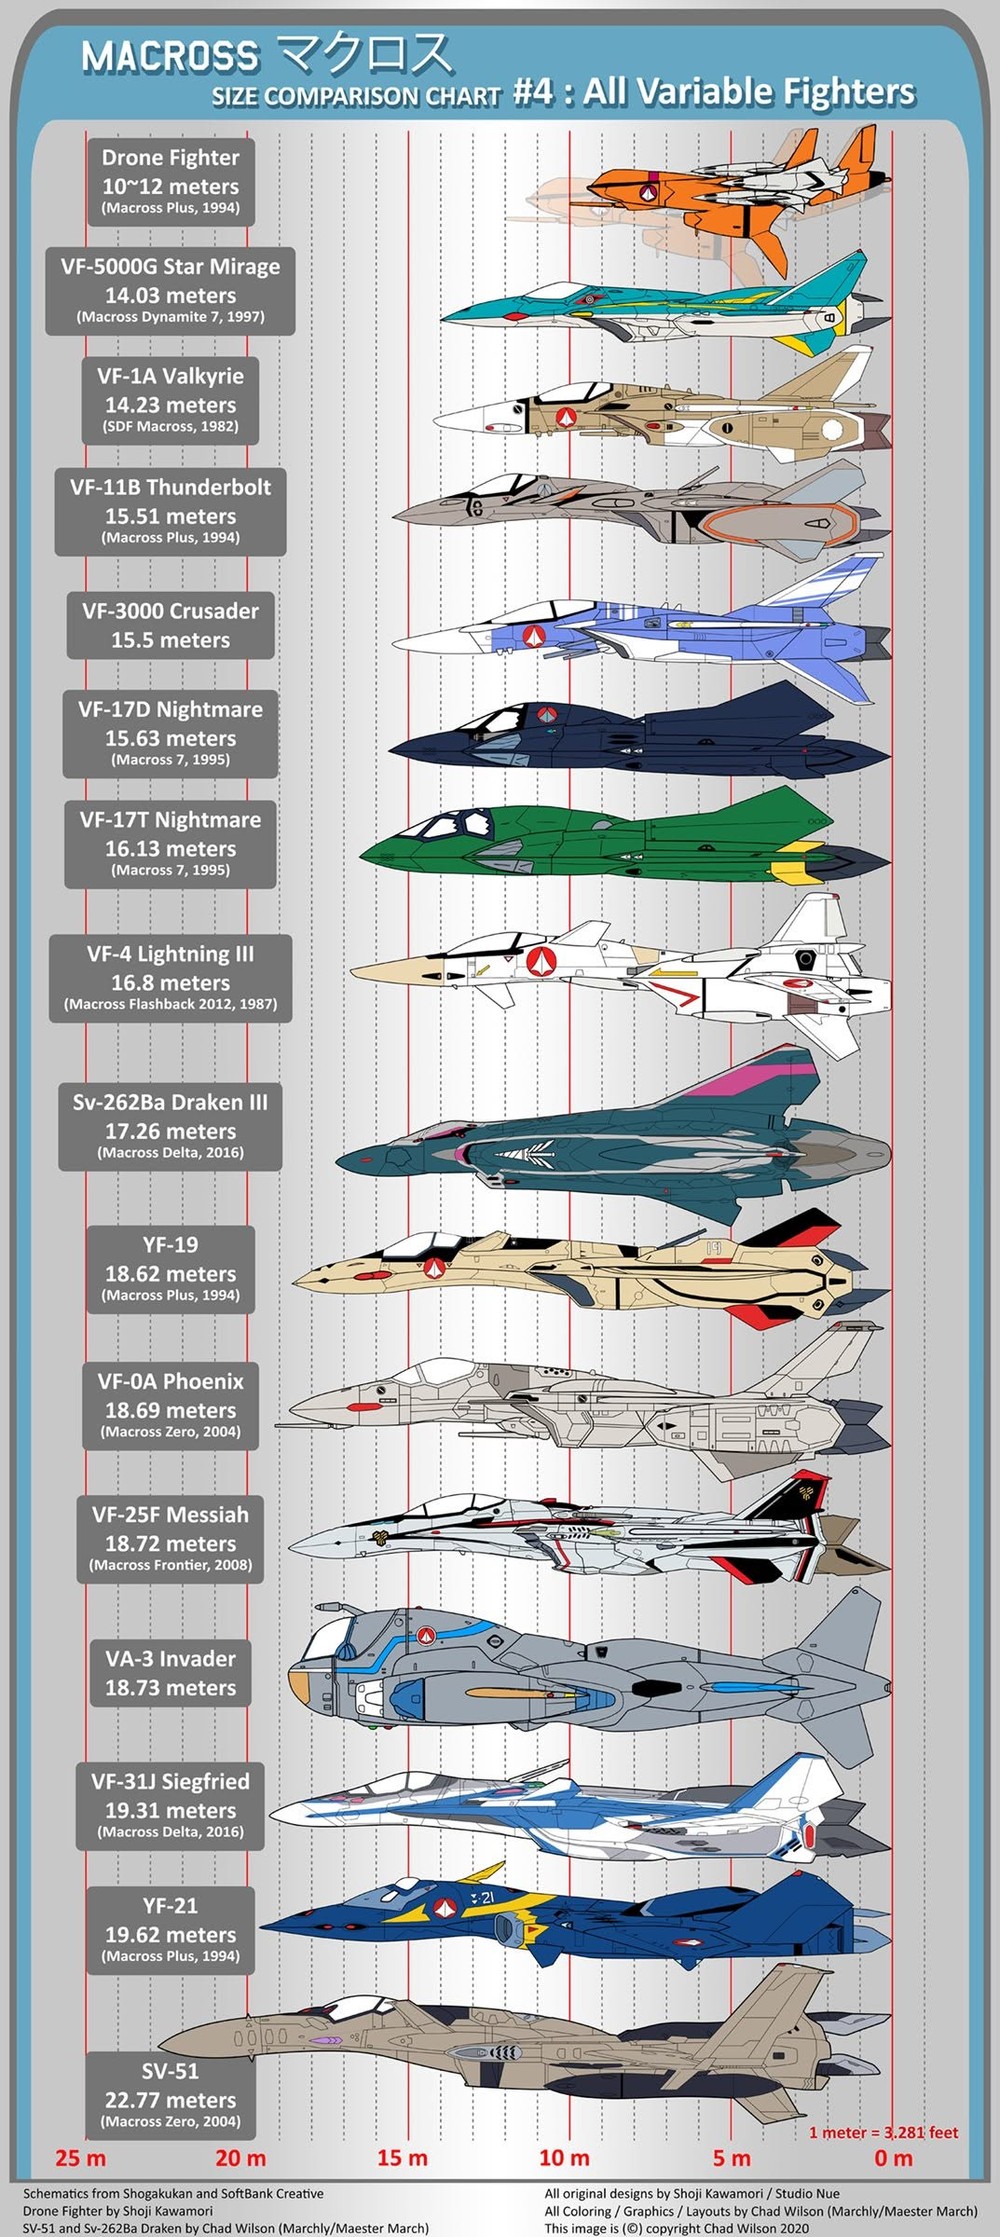 MACROSS マクロス
SIZE COMPARISON CHART #4 : All Variable Fighters
Drone Fighter
10~12 meters
(Macross Plus, 1994)
VF-5000G Star Mirage
14.03 meters
(Macross Dynamite 7, 1997)
VF-1A Valkyrie
14.23 meters
(SDF Macross, 1982)
VF-11B Thunderbolt
15.51 meters
(Macross Plus, 1994)
VF-3000 Crusader
15.5 meters
VF-17D Nightmare
15.63 meters
(Macross 7, 1995)
VF-17T Nightmare
16.13 meters
(Macross 7, 1995)
VF-4 Lightning III
16.8 meters
(Macross Flashback 2012, 1987)
Sv-262Ba Draken III
17.26 meters
(Macross Delta, 2016)
YF-19
18.62 meters
(Macross Plus, 1994)
VF-0A Phoenix
18.69 meters
(Macross Zero, 2004)
VF-25F Messiah
18.72 meters
(Macross Frontier, 2008)
VA-3 Invader
18.73 meters
VF-31J Siegfried
19.31 meters
(Macross Delta, 2016)
YF-21
19.62 meters
(Macross Plus, 1994)
21
SV-51
22.77 meters
(Macross Zero, 2004)
1 meter = 3.281 feet
25 m 20 m 15 m 10 m 5 m 0 m
Schematics from Shogakukan and SoftBank Creative
Drone Fighter by Shoji Kawamori
SV-51 and Sv-262Ba Draken by Chad Wilson (Marchly/Maester March)
All original designs by Shoji Kawamori / Studio Nue
All Coloring / Graphics / Layouts by Chad Wilson (Marchly/Maester March)
This image is (©) copyright Chad Wilson 2020